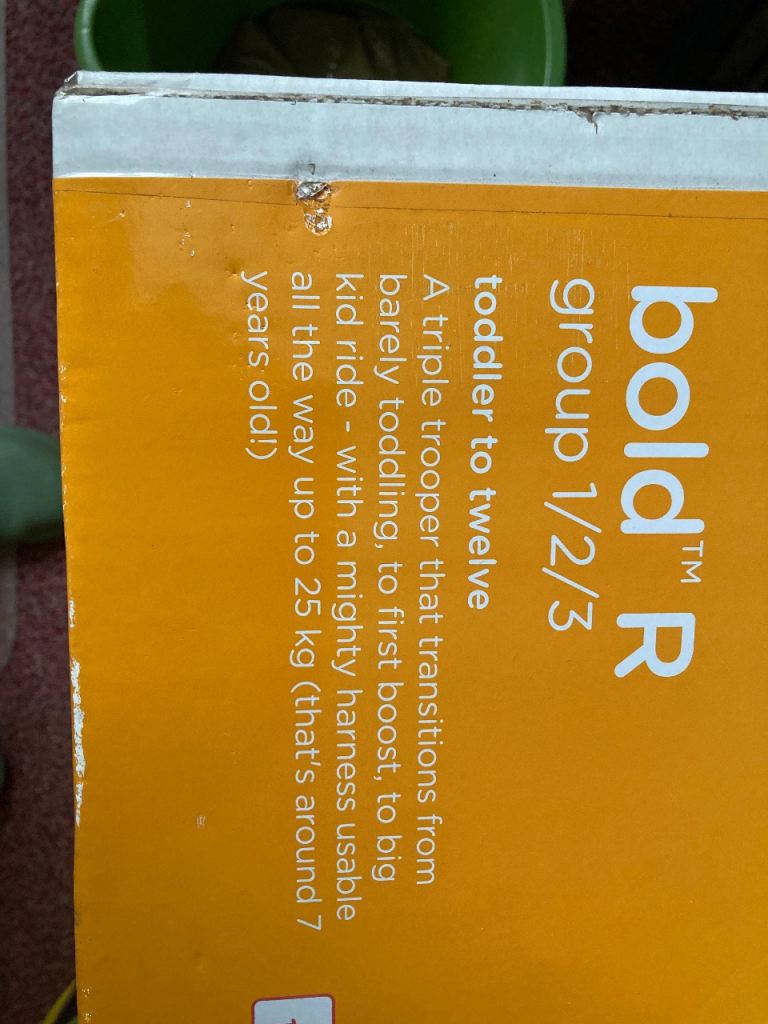 bold™ R
group 1/2/3
toddler to twelve
A triple trooper that transitions from
barely toddling, to first boost, to big
kid ride - with a mighty harness usable
all the way up to 25 kg (that's around 7
years old!)